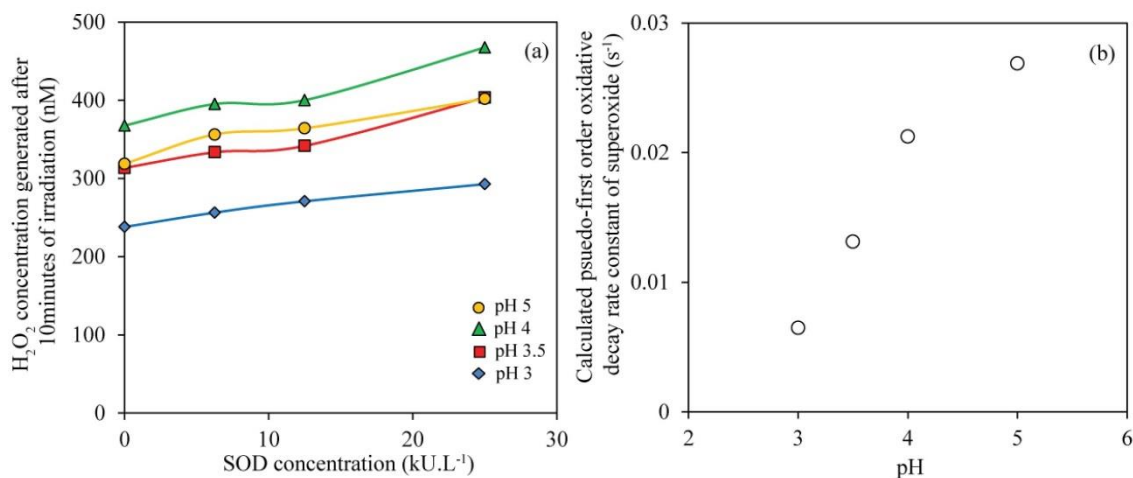 H₂O₂ concentration generated after
10minutes of irradiation (nM)
500
400
300
200
100
0
(a)
pH 5
pH 4
pH 3.5
pH 3
0
10
20
30
SOD concentration (kU.L⁻¹)
Calculated psuedo-first order oxidative
decay rate constant of superoxide (s⁻¹)
0.03
0.02
0.01
0
(b)
2
3
4
5
6
pH